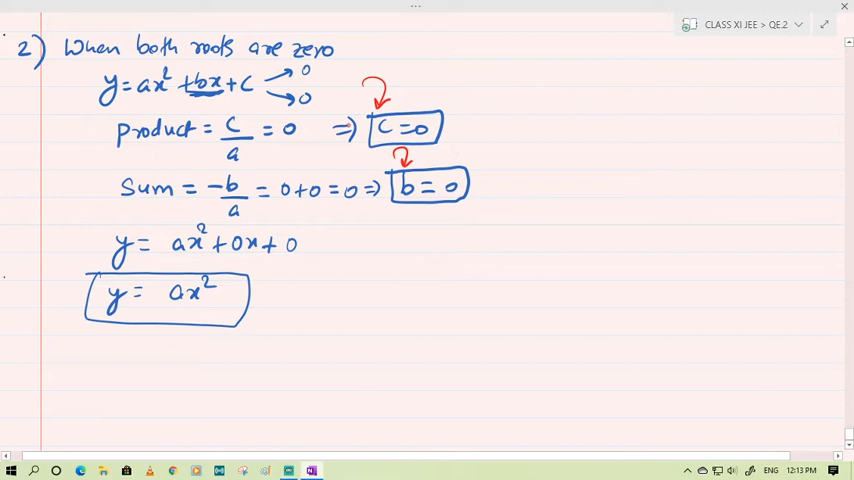 CLASS XI JEE > QE.2
2) When both roots are zero
y = ax² + bx + c → 0
→ 0
product = c/a = 0 ⇒ c = 0
Sum = -b/a = 0+0 = 0 ⇒ b = 0
y = ax² + 0x + 0
y = ax²
ENG 12:13 PM